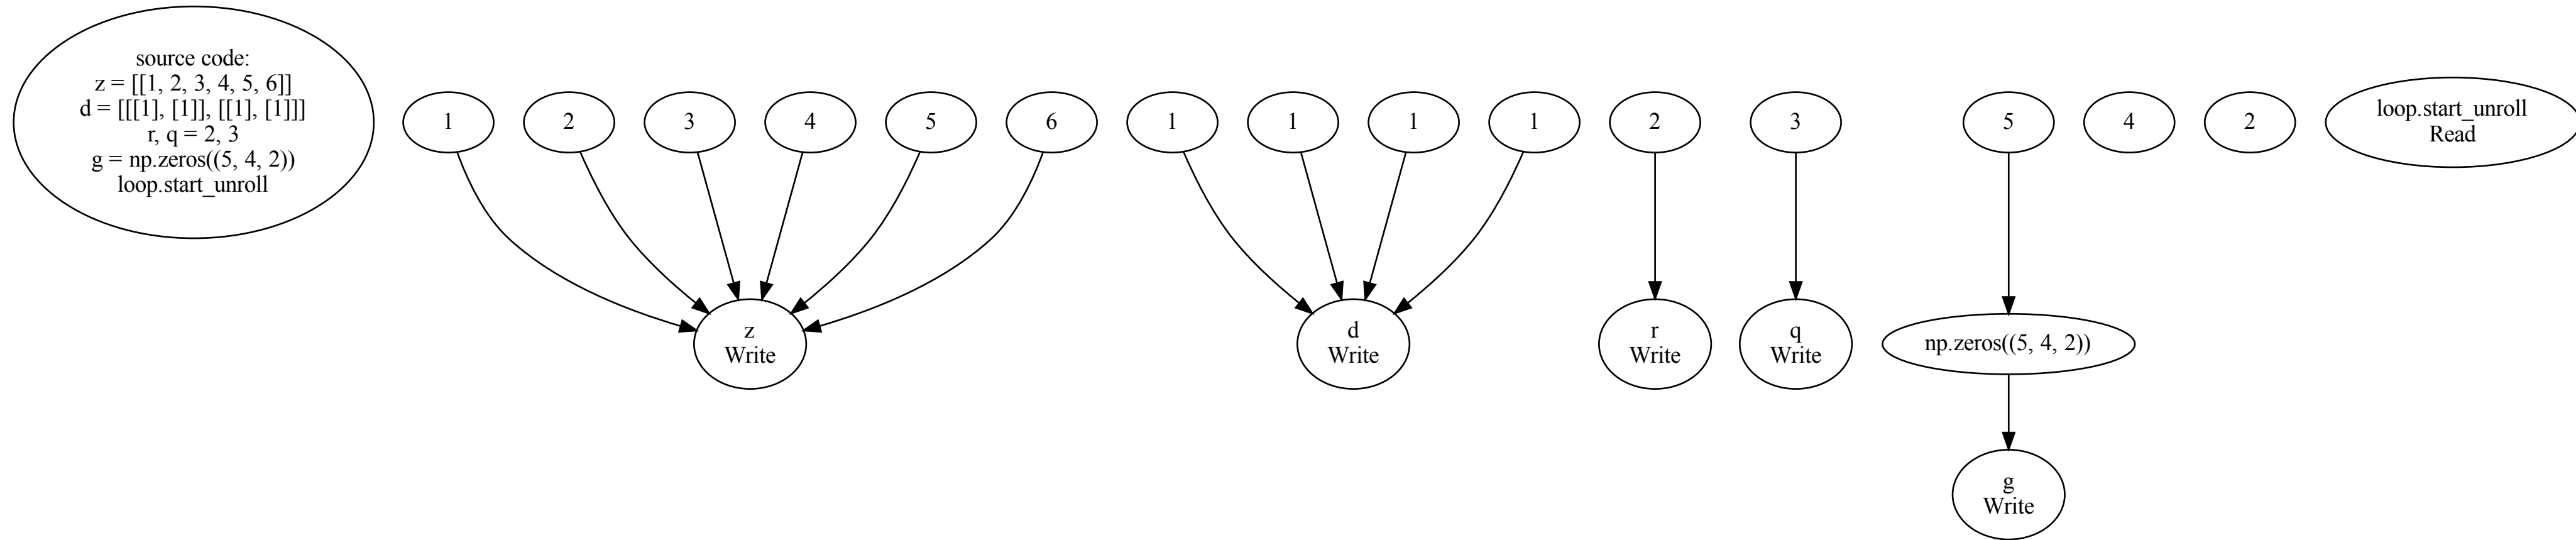 source code:
z = [[1, 2, 3, 4, 5, 6]]
d = [[[1], [1]], [[1], [1]]]
r, q = 2, 3
g = np.zeros((5, 4, 2))
loop.start_unroll
1
2
3
4
5
6
1
1
1
1
2
3
5
4
2
loop.start_unroll
Read
z
Write
d
Write
r
Write
q
Write
np.zeros((5, 4, 2))
g
Write